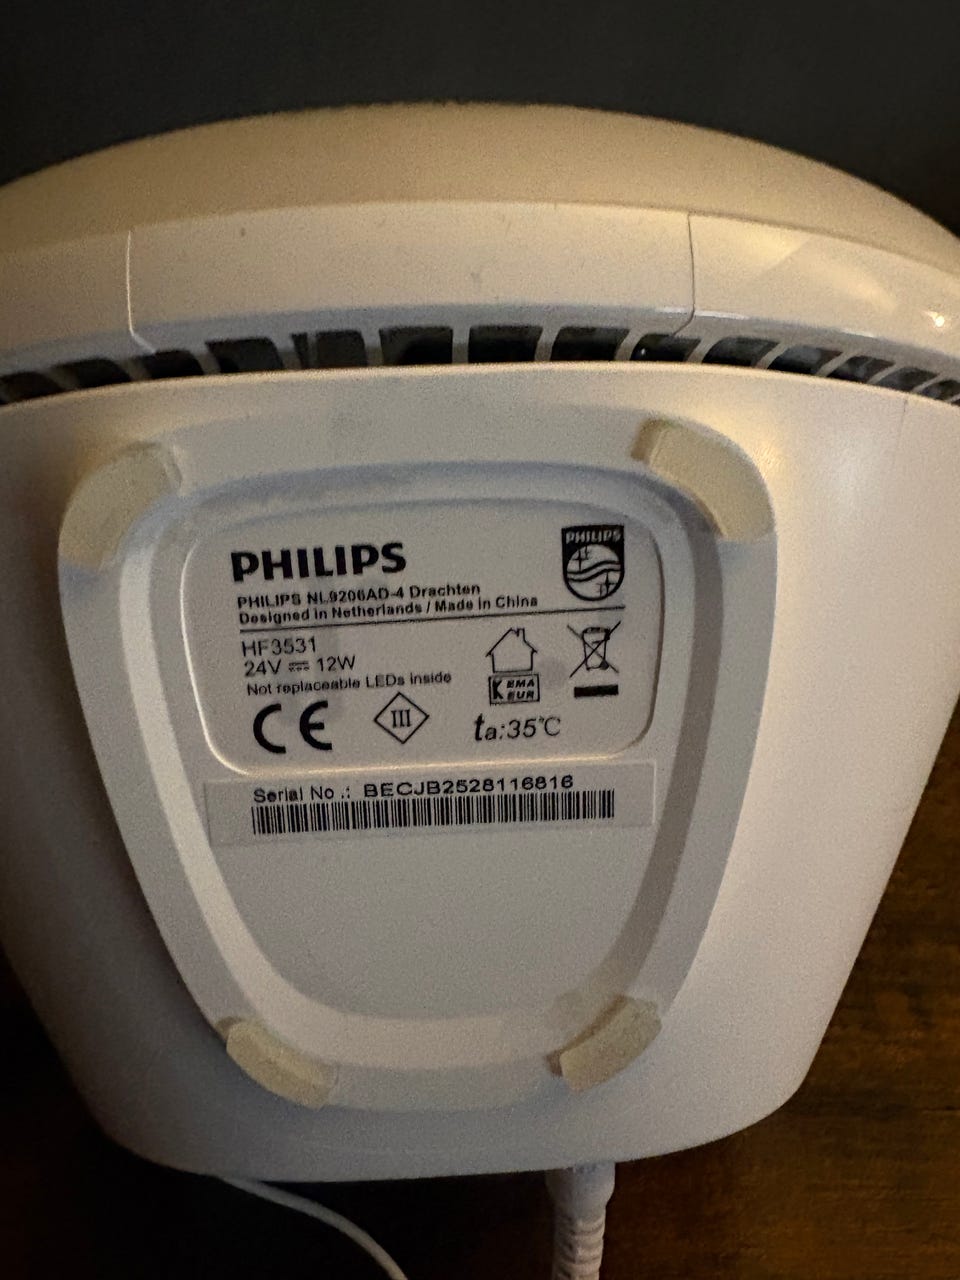 PHILIPS
PHILIPS
PHILIPS NL9206AD-4 Drachten
Designed in Netherlands / Made in China
HF3531
24V ⎓ 12W
Not replaceable LEDs inside
KEMA
EUR
CE
III
ta:35℃
Serial No .: BECJB2528116816